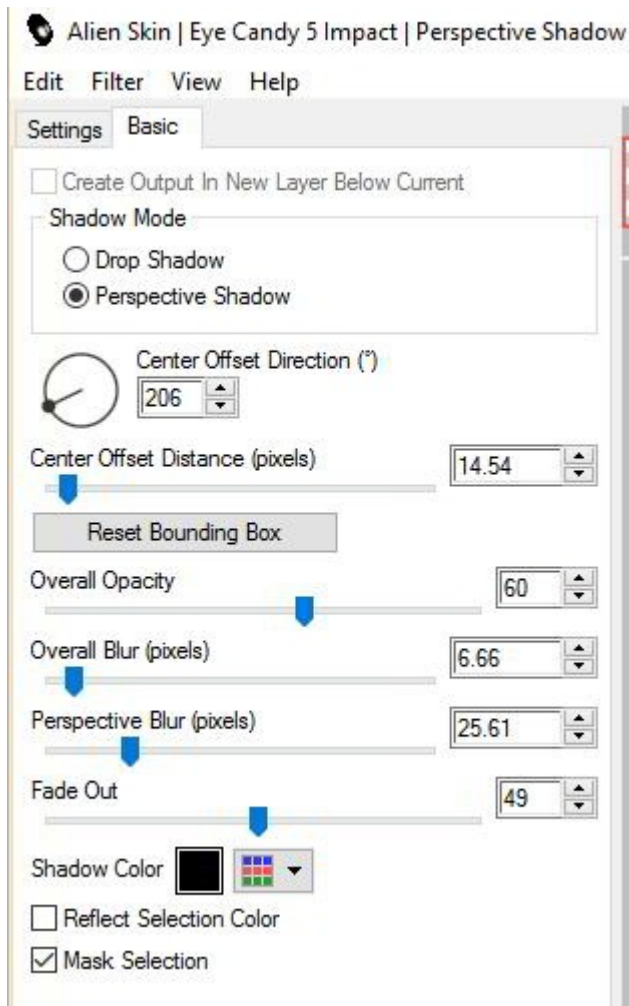 Alien Skin | Eye Candy 5 Impact | Perspective Shadow
Edit Filter View Help
Settings Basic
Create Output In New Layer Below Current
Shadow Mode
Drop Shadow
Perspective Shadow
Center Offset Direction (°)
206
Center Offset Distance (pixels) 14.54
Reset Bounding Box
Overall Opacity 60
Overall Blur (pixels) 6.66
Perspective Blur (pixels) 25.61
Fade Out 49
Shadow Color
Reflect Selection Color
Mask Selection